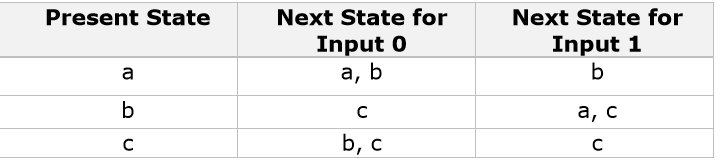 Present State Next State for Input 0 Next State for Input 1
a a, b b
b c a, c
c b, c c